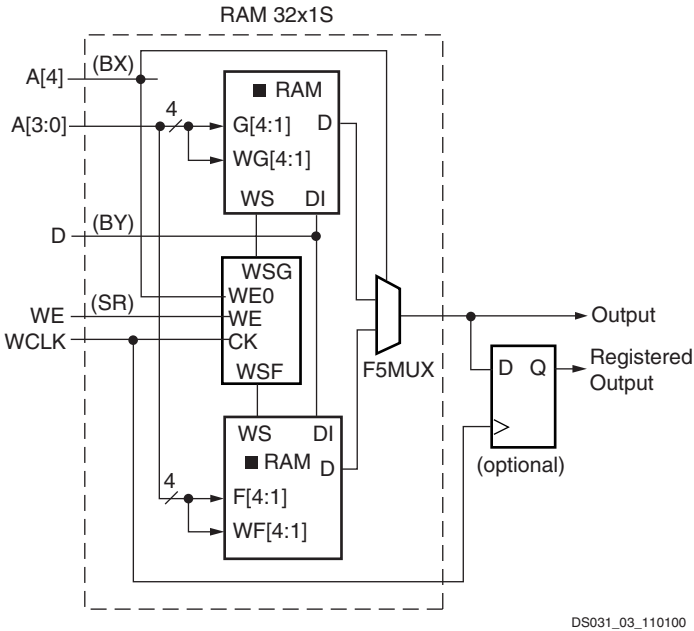 RAM 32x1S
A[4]
(BX)
A[3:0]
4
RAM
G[4:1]
D
WG[4:1]
WS
DI
D
(BY)
WSG
WE0
WE
(SR)
WE
WCLK
CK
WSF
F5MUX
Output
D
Q
Registered
Output
(optional)
WS
DI
RAM
D
4
F[4:1]
WF[4:1]
DS031_03_110100